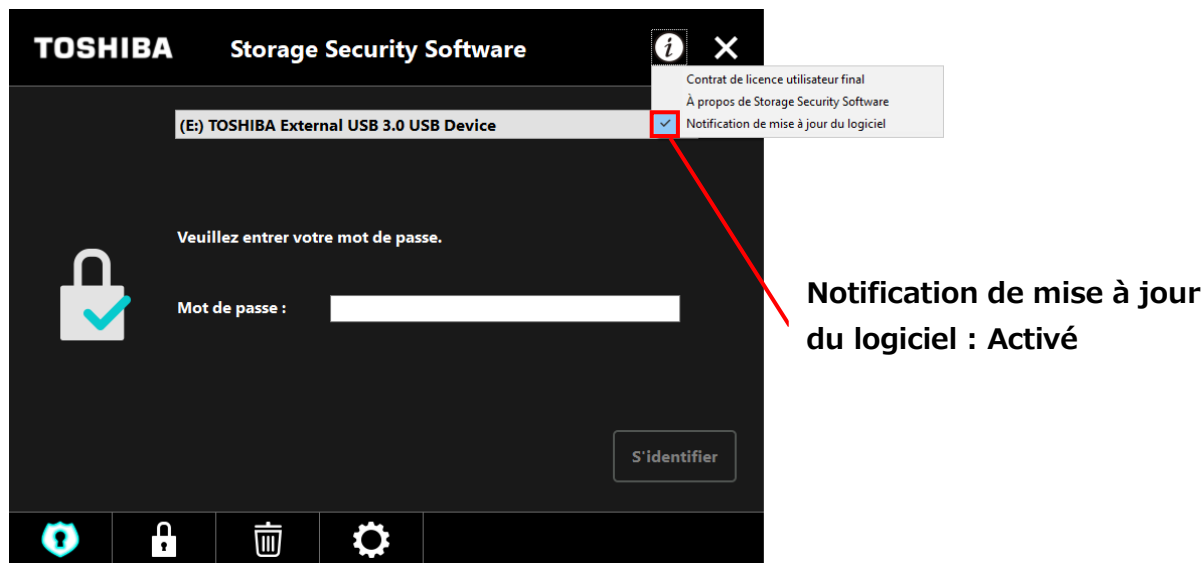 TOSHIBA Storage Security Software
Contrat de licence utilisateur final
À propos de Storage Security Software
Notification de mise à jour du logiciel
(E:) TOSHIBA External USB 3.0 USB Device
Veuillez entrer votre mot de passe.
Mot de passe :
Notification de mise à jour
du logiciel : Activé
S'identifier